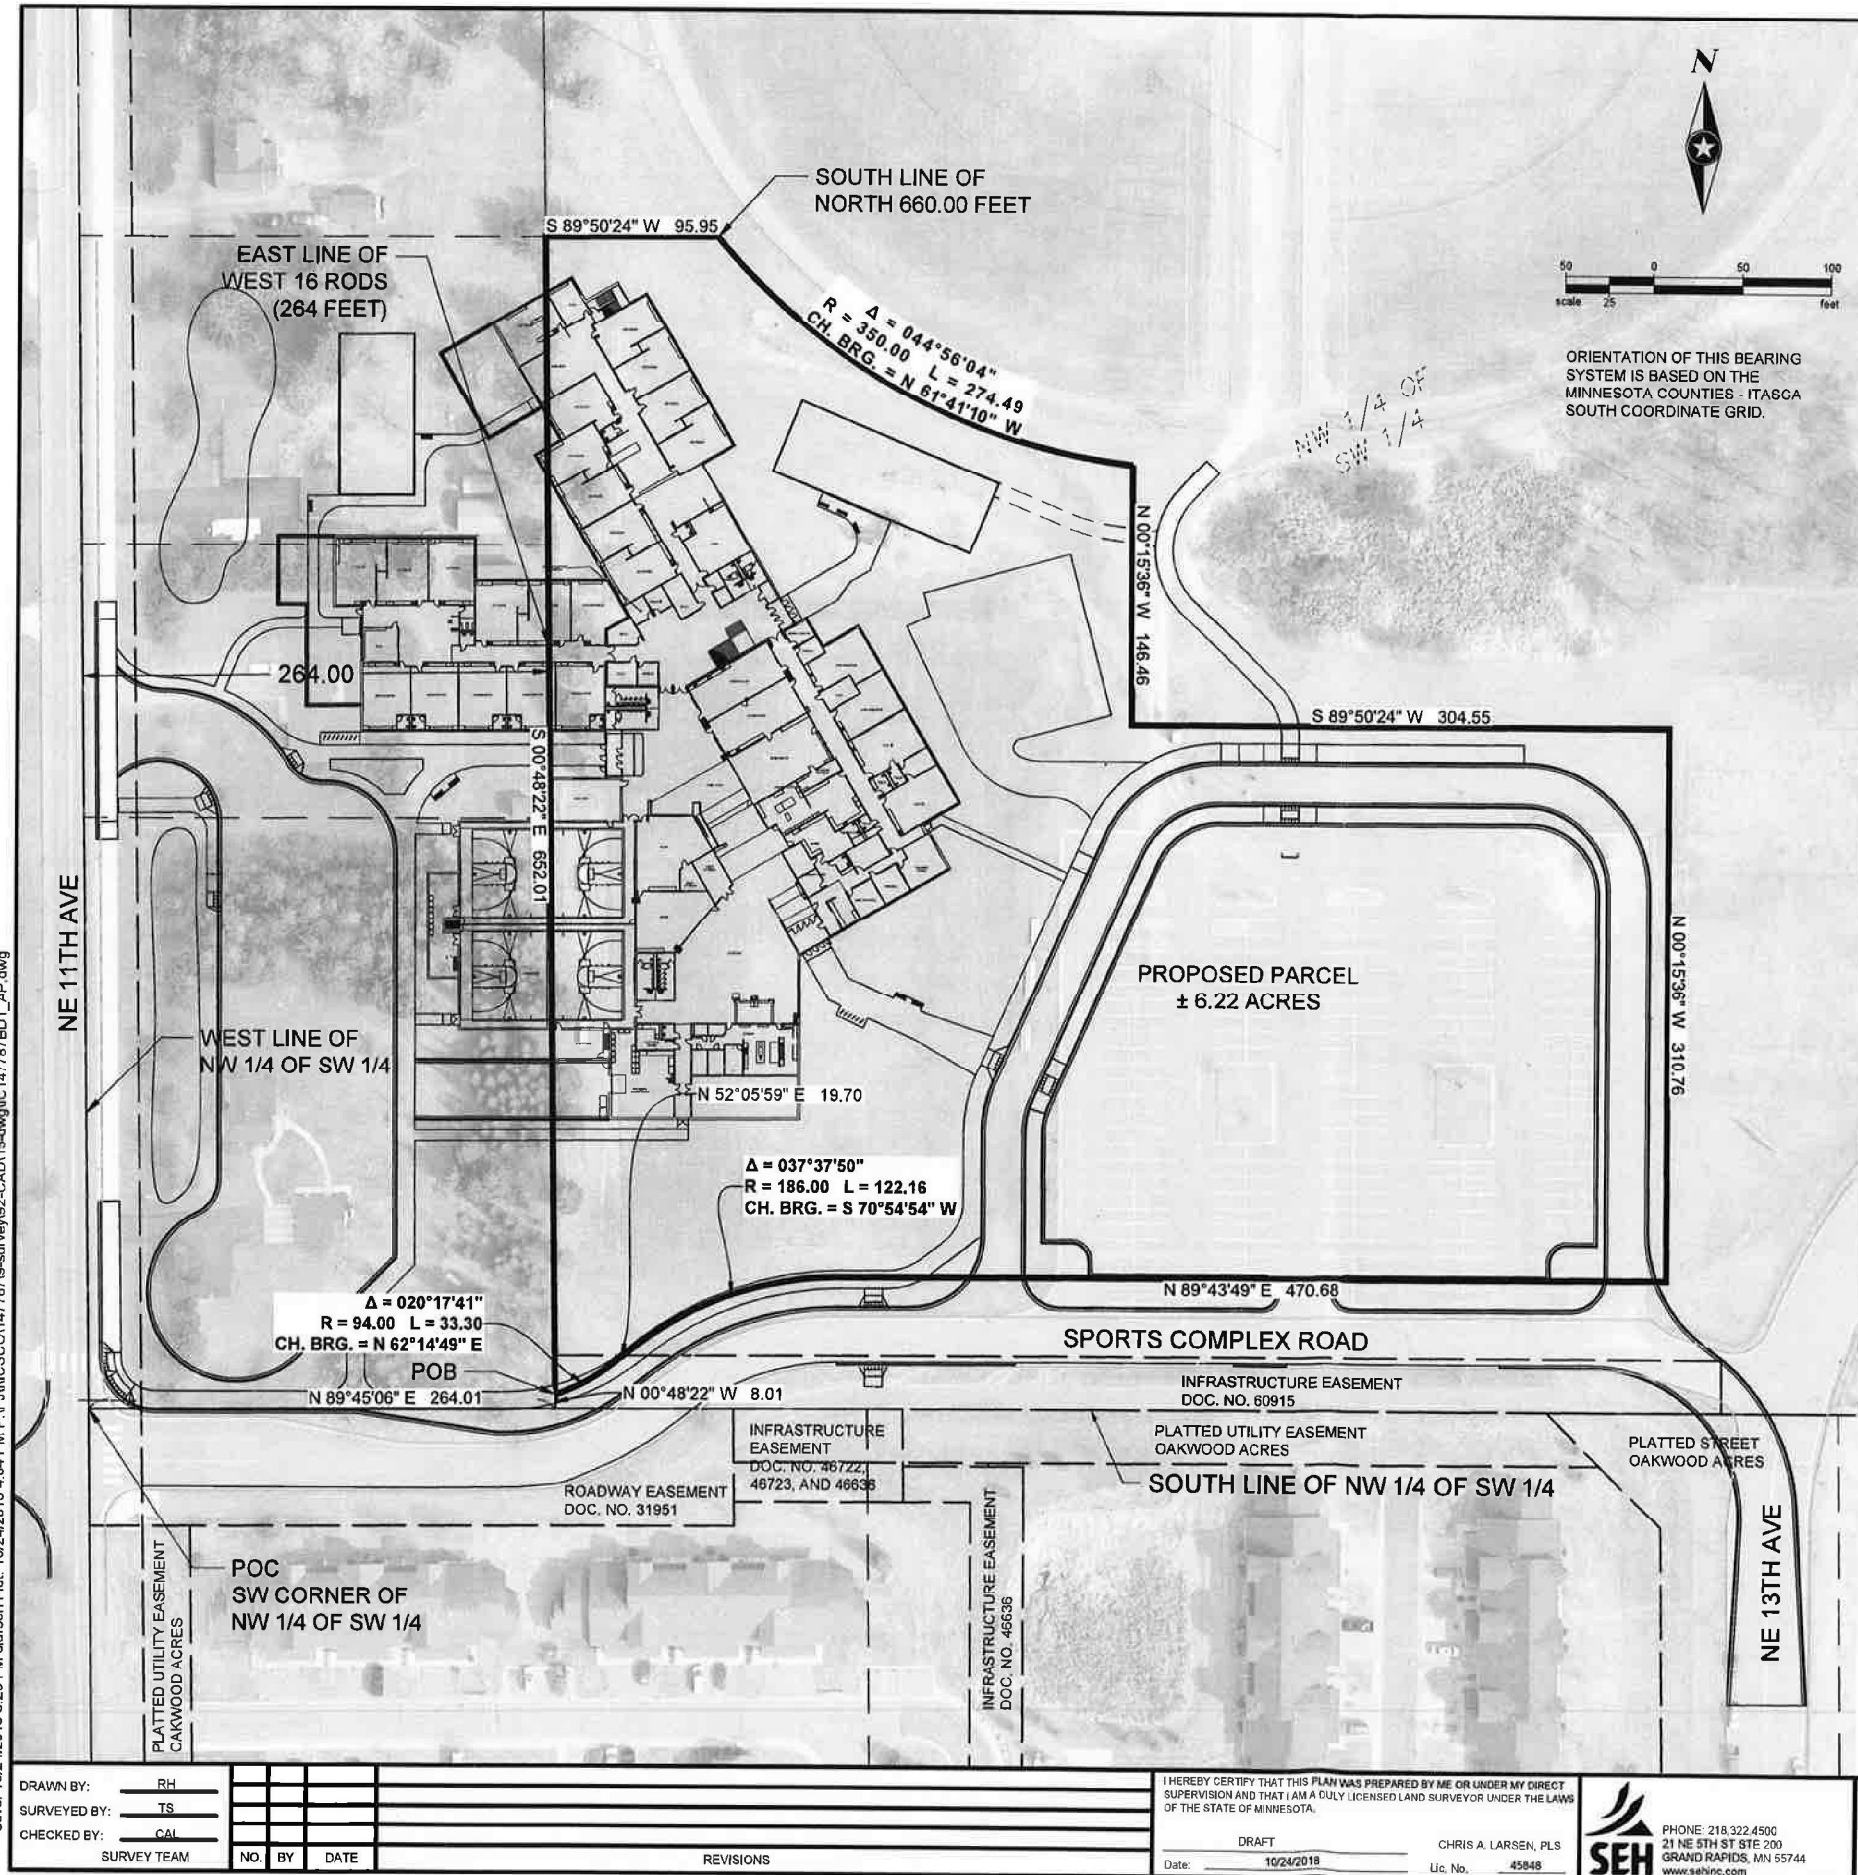 N
SOUTH LINE OF
NORTH 660.00 FEET
S 89°50'24" W 95.95
EAST LINE OF
WEST 16 RODS
(264 FEET)
50 0 50 100
scale 25 feet
Δ = 044°56'04"
R = 350.00 L = 274.49
CH. BRG. = N 61°41'10" W
ORIENTATION OF THIS BEARING
SYSTEM IS BASED ON THE
MINNESOTA COUNTIES - ITASCA
SOUTH COORDINATE GRID.
NW 1/4 OF
SW 1/4
N 00°15'36" W 146.46
264.00
S 89°50'24" W 304.55
S 00°48'22" E 652.01
NE 11TH AVE
N 00°15'36" W 310.76
PROPOSED PARCEL
± 6.22 ACRES
WEST LINE OF
NW 1/4 OF SW 1/4
N 52°05'59" E 19.70
Δ = 037°37'50"
R = 186.00 L = 122.16
CH. BRG. = S 70°54'54" W
N 89°43'49" E 470.68
Δ = 020°17'41"
R = 94.00 L = 33.30
CH. BRG. = N 62°14'49" E
SPORTS COMPLEX ROAD
POB
N 89°45'06" E 264.01
N 00°48'22" W 8.01
INFRASTRUCTURE EASEMENT
DOC. NO. 60915
INFRASTRUCTURE
EASEMENT
DOC. NO. 46722,
46723, AND 46636
PLATTED UTILITY EASEMENT
OAKWOOD ACRES
PLATTED STREET
OAKWOOD ACRES
SOUTH LINE OF NW 1/4 OF SW 1/4
ROADWAY EASEMENT
DOC. NO. 31951
POC
SW CORNER OF
NW 1/4 OF SW 1/4
PLATTED UTILITY EASEMENT
OAKWOOD ACRES
INFRASTRUCTURE EASEMENT
DOC. NO. 46636
NE 13TH AVE
DRAWN BY: RH
SURVEYED BY: TS
CHECKED BY: CAL
SURVEY TEAM
NO. BY DATE REVISIONS
I HEREBY CERTIFY THAT THIS PLAN WAS PREPARED BY ME OR UNDER MY DIRECT
SUPERVISION AND THAT I AM A DULY LICENSED LAND SURVEYOR UNDER THE LAWS
OF THE STATE OF MINNESOTA.
DRAFT CHRIS A. LARSEN, PLS
Date: 10/24/2018 Lic. No. 45848
SEH
PHONE: 218.322.4500
21 NE 5TH ST STE 200
GRAND RAPIDS, MN 55744
www.sehinc.com